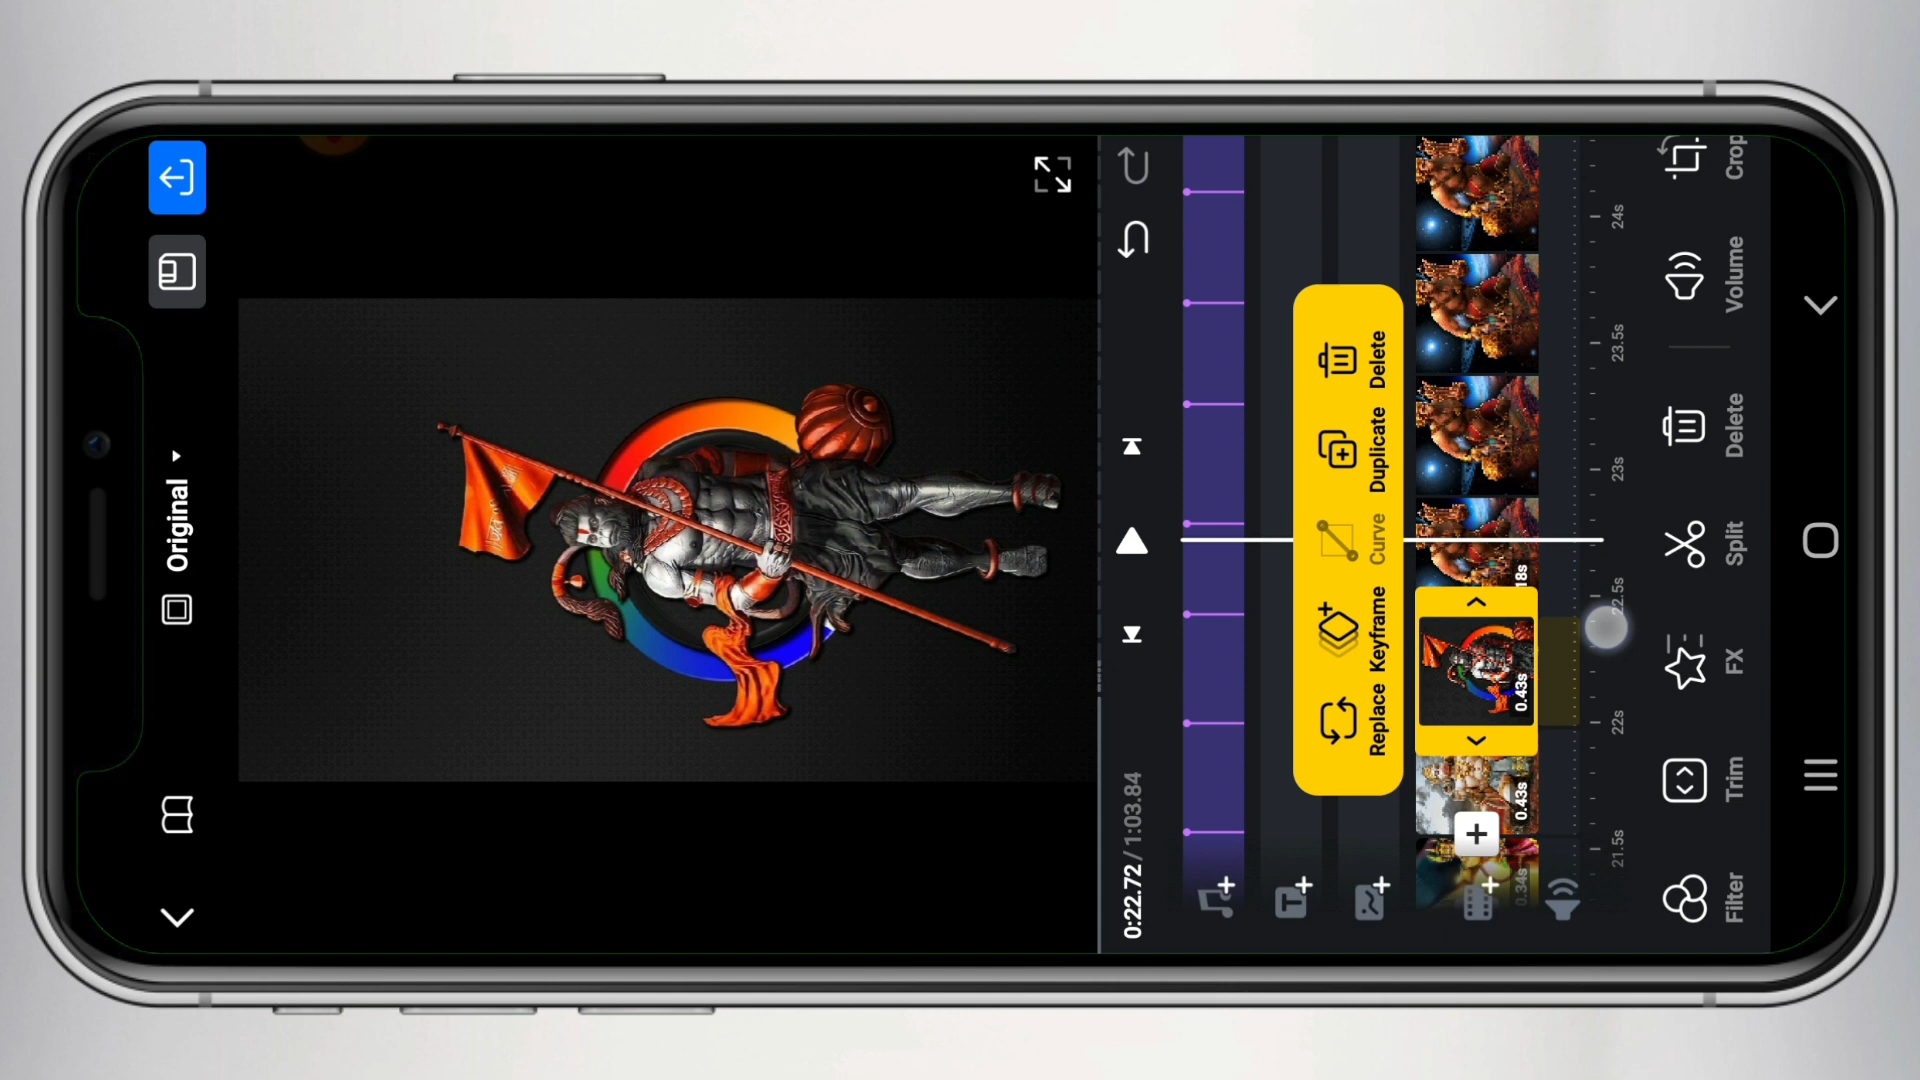 Original
0:22.72 / 1:03.84
Replace
Keyframe
Curve
Duplicate
Delete
0.34s
0.43s
0.43s
18s
21.5s
22s
22.5s
23s
23.5s
24s
Filter
Trim
FX
Split
Delete
Volume
Crop